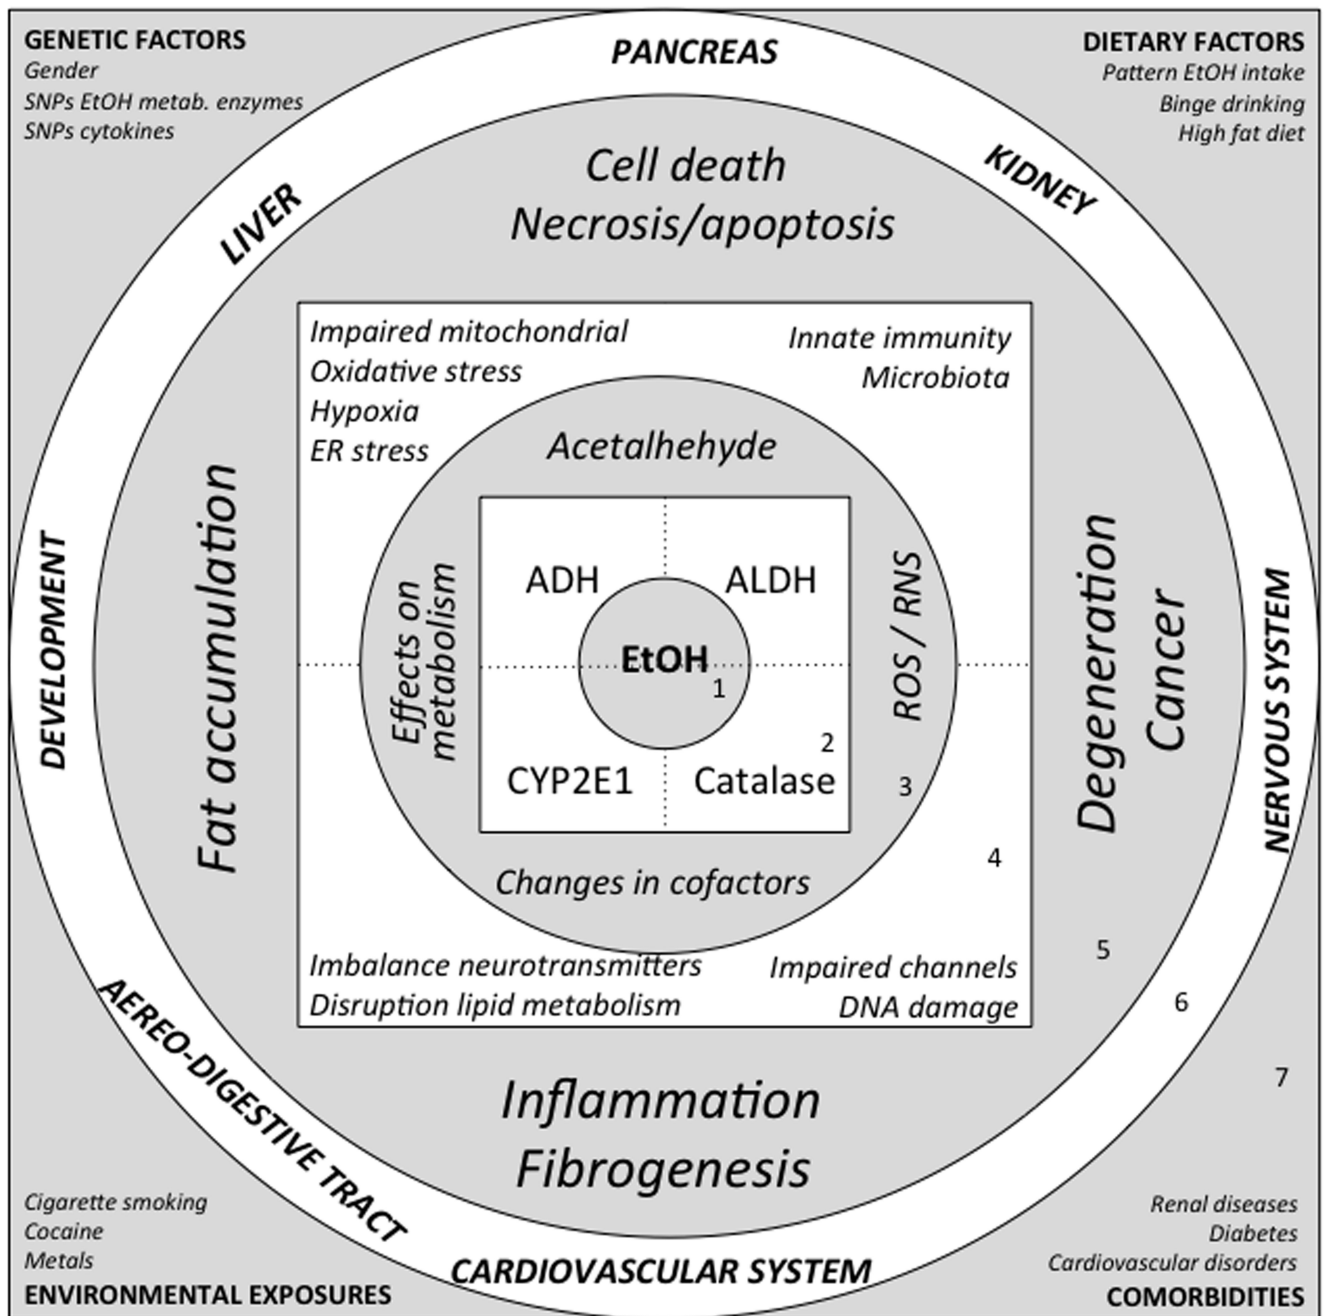 GENETIC FACTORS
Gender
SNPs EtOH metab. enzymes
SNPs cytokines
DIETARY FACTORS
Pattern EtOH intake
Binge drinking
High fat diet
PANCREAS
KIDNEY
LIVER
Cell death
Necrosis/apoptosis
Impaired mitochondrial
Oxidative stress
Hypoxia
ER stress
Innate immunity
Microbiota
Acetalhehyde
DEVELOPMENT
Fat accumulation
Effects on
metabolism
ADH
ALDH
EtOH
1
2
CYP2E1
Catalase
ROS / RNS
3
Changes in cofactors
4
Degeneration
Cancer
NERVOUS SYSTEM
5
Imbalance neurotransmitters
Disruption lipid metabolism
Impaired channels
DNA damage
6
7
AEREO-DIGESTIVE TRACT
Inflammation
Fibrogenesis
CARDIOVASCULAR SYSTEM
Cigarette smoking
Cocaine
Metals
ENVIRONMENTAL EXPOSURES
Renal diseases
Diabetes
Cardiovascular disorders
COMORBIDITIES